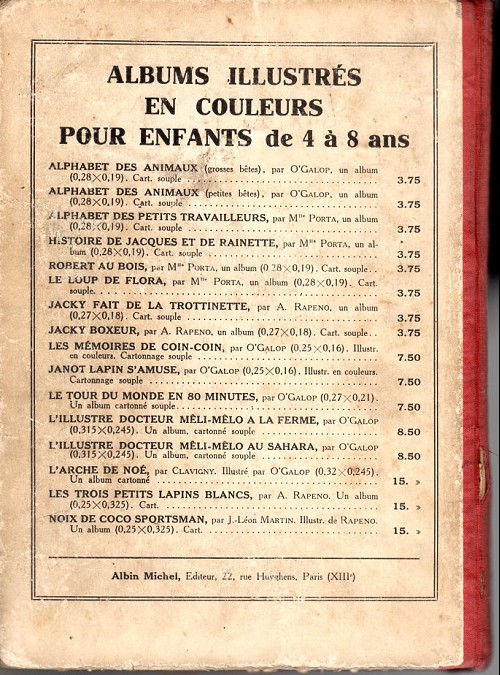 ALBUMS ILLUSTRÉS
EN COULEURS
POUR ENFANTS de 4 à 8 ans
ALPHABET DES ANIMAUX (grosses bêtes), par O'GALOP, un album
(0,28×0,19). Cart. souple .......... 3.75
ALPHABET DES ANIMAUX (petites bêtes), par O'GALOP, un album
(0,28×0,19). Cart. souple .......... 3.75
ALPHABET DES PETITS TRAVAILLEURS, par Mlle PORTA, un album
(0,28×0,19). Cart. souple .......... 3.75
HISTOIRE DE JACQUES ET DE RAINETTE, par Mlle PORTA, un al-
bum (0,28×0,19). Cart. souple .......... 3.75
ROBERT AU BOIS, par Mlle PORTA, un album (0 28×0,19). Cart. souple.. 3.75
LE LOUP DE FLORA, par Mlle PORTA, un album (0,28×0,19). Cart.
souple.......... 3.75
JACKY FAIT DE LA TROTTINETTE, par A. RAPENO, un album
(0,27×0,18). Cart. souple .......... 3.75
JACKY BOXEUR, par A. RAPENO, un album (0,27×0,18). Cart. souple.. 3.75
LES MÉMOIRES DE COIN-COIN, par O'GALOP (0,25×0,16). Illustr.
en couleurs. Cartonnage souple .......... 7.50
JANOT LAPIN S'AMUSE, par O'GALOP (0,25×0,16). Illustr. en couleurs.
Cartonnage souple .......... 7.50
LE TOUR DU MONDE EN 80 MINUTES, par O'GALOP (0,27×0,21).
Un album cartonné souple .......... 7.50
L'ILLUSTRE DOCTEUR MÊLI-MÊLO A LA FERME, par O'GALOP
(0,315×0,245). Un album, cartonné souple .......... 8.50
L'ILLUSTRE DOCTEUR MÊLI-MÊLO AU SAHARA, par O'GALOP
(0,315×0,245). Un album, cartonné souple .......... 8.50
L'ARCHE DE NOÉ, par CLAVIGNY. Illustré par O'GALOP (0,32×0,245).
Un album cartonné .......... 15. »
LES TROIS PETITS LAPINS BLANCS, par A. RAPENO. Un album
(0,25×0,325). Cart. .......... 15. »
NOIX DE COCO SPORTSMAN, par J.-Léon MARTIN. Illustr. de RAPENO.
Un album (0,25×0,325). Cart. .......... 15. »
Albin Michel, Editeur, 22, rue Huyghens, Paris (XIIIe)